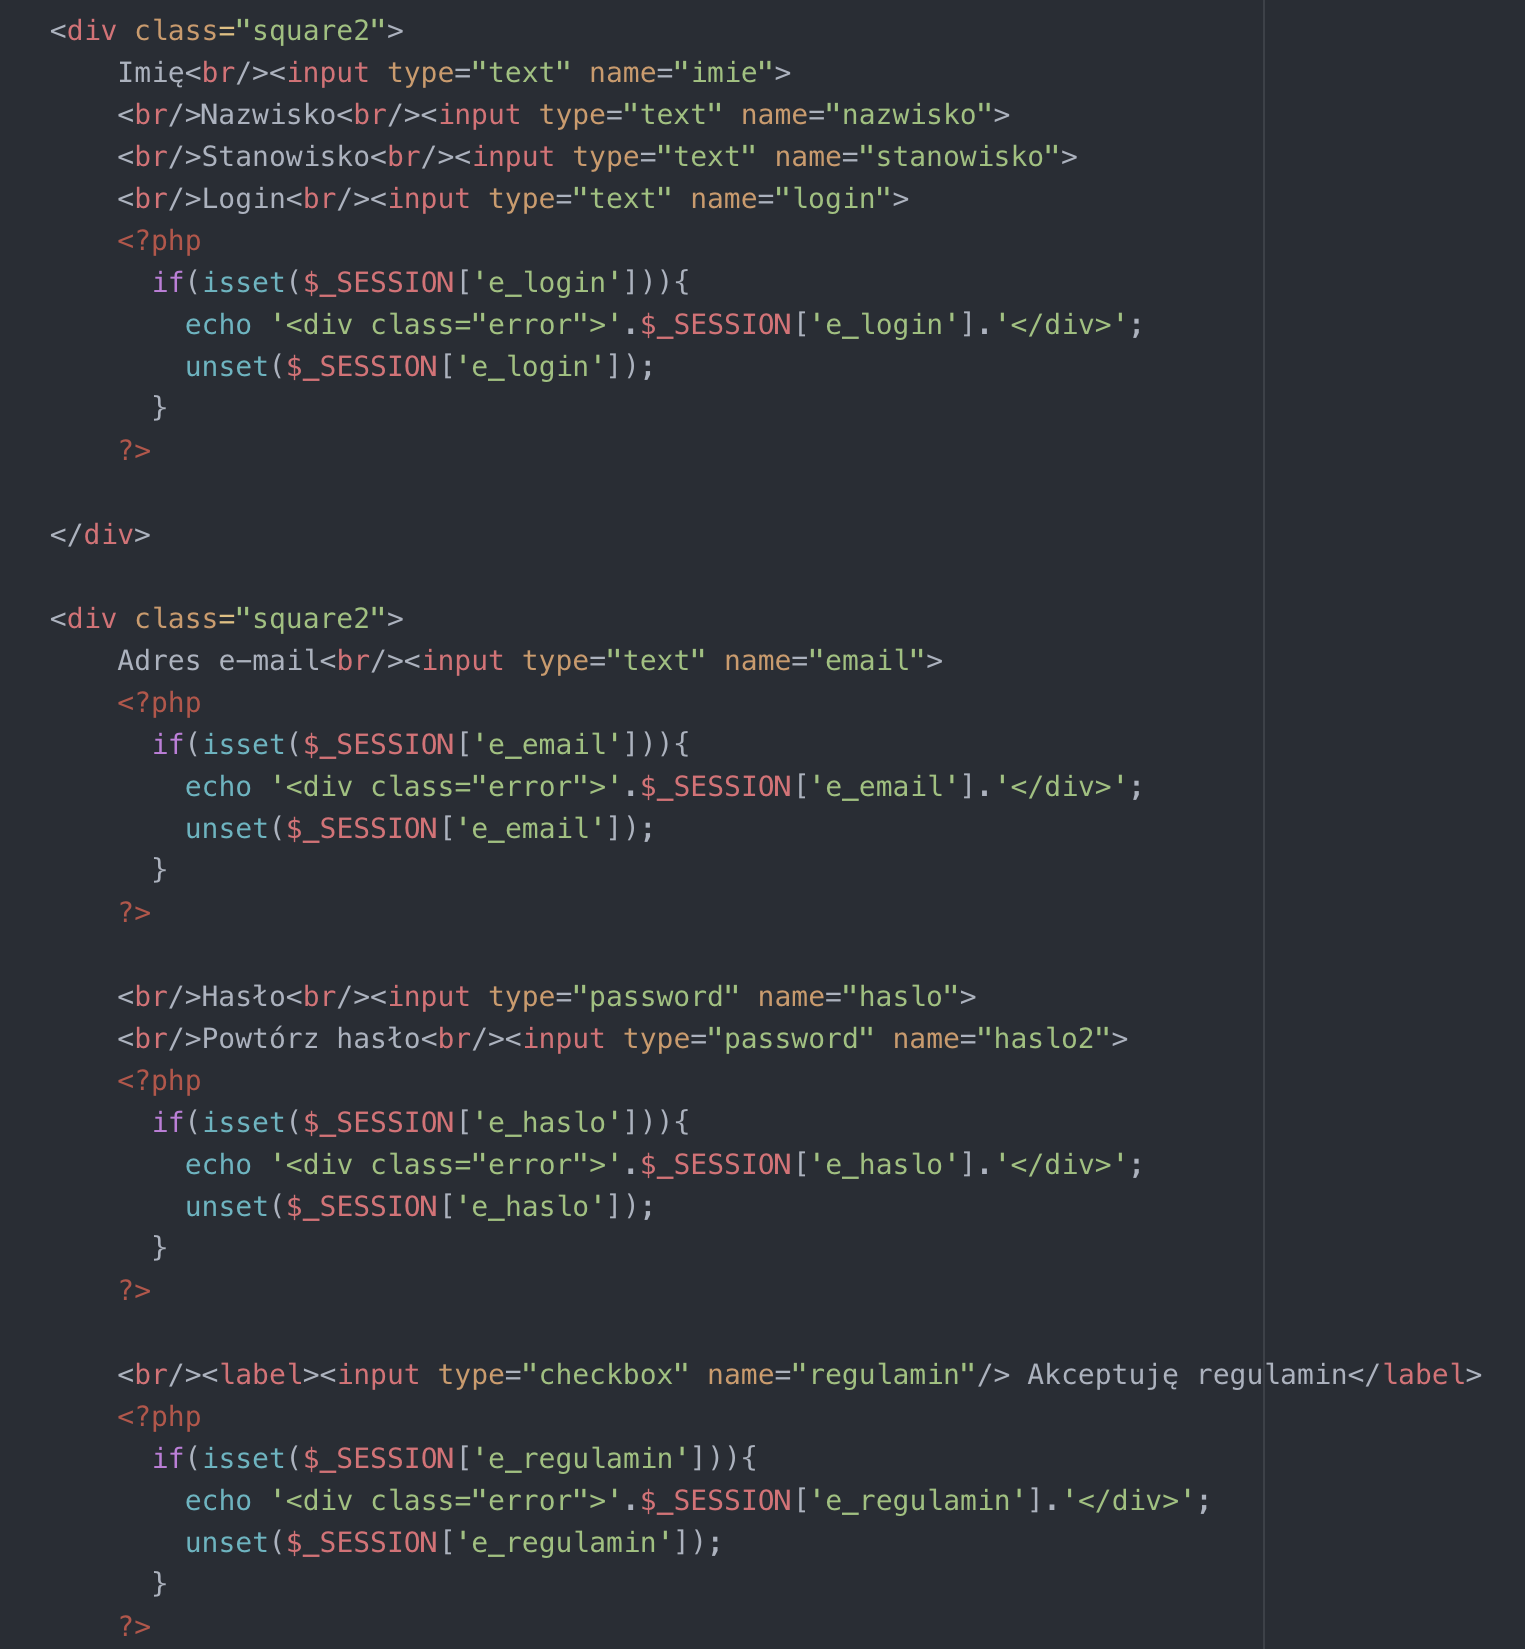 <div class="square2">
    Imię<br/><input type="text" name="imie">
    <br/>Nazwisko<br/><input type="text" name="nazwisko">
    <br/>Stanowisko<br/><input type="text" name="stanowisko">
    <br/>Login<br/><input type="text" name="login">
    <?php
      if(isset($_SESSION['e_login'])){
        echo '<div class="error">'.$_SESSION['e_login'].'</div>';
        unset($_SESSION['e_login']);
      }
    ?>

</div>

<div class="square2">
    Adres e-mail<br/><input type="text" name="email">
    <?php
      if(isset($_SESSION['e_email'])){
        echo '<div class="error">'.$_SESSION['e_email'].'</div>';
        unset($_SESSION['e_email']);
      }
    ?>

    <br/>Hasło<br/><input type="password" name="haslo">
    <br/>Powtórz hasło<br/><input type="password" name="haslo2">
    <?php
      if(isset($_SESSION['e_haslo'])){
        echo '<div class="error">'.$_SESSION['e_haslo'].'</div>';
        unset($_SESSION['e_haslo']);
      }
    ?>

    <br/><label><input type="checkbox" name="regulamin"/> Akceptuję regulamin</label>
    <?php
      if(isset($_SESSION['e_regulamin'])){
        echo '<div class="error">'.$_SESSION['e_regulamin'].'</div>';
        unset($_SESSION['e_regulamin']);
      }
    ?>